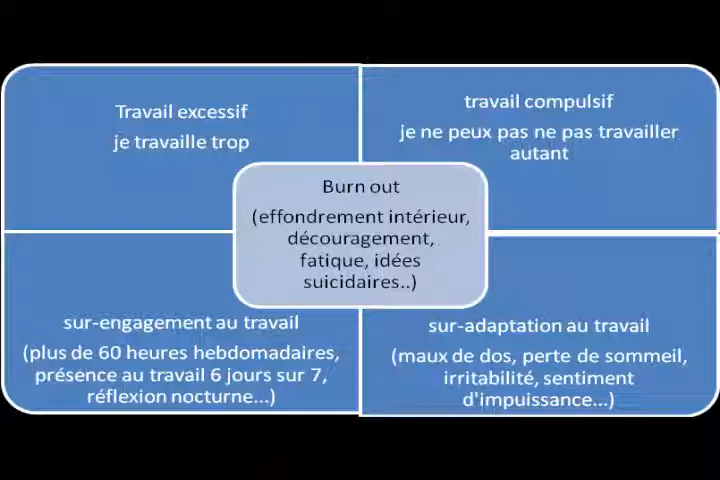 Travail excessif
je travaille trop
travail compulsif
je ne peux pas ne pas travailler
autant
Burn out
(effondrement intérieur,
découragement,
fatique, idées
suicidaires..)
sur-engagement au travail
(plus de 60 heures hebdomadaires,
présence au travail 6 jours sur 7,
réflexion nocturne...)
sur-adaptation au travail
(maux de dos, perte de sommeil,
irritabilité, sentiment
d'impuissance...)